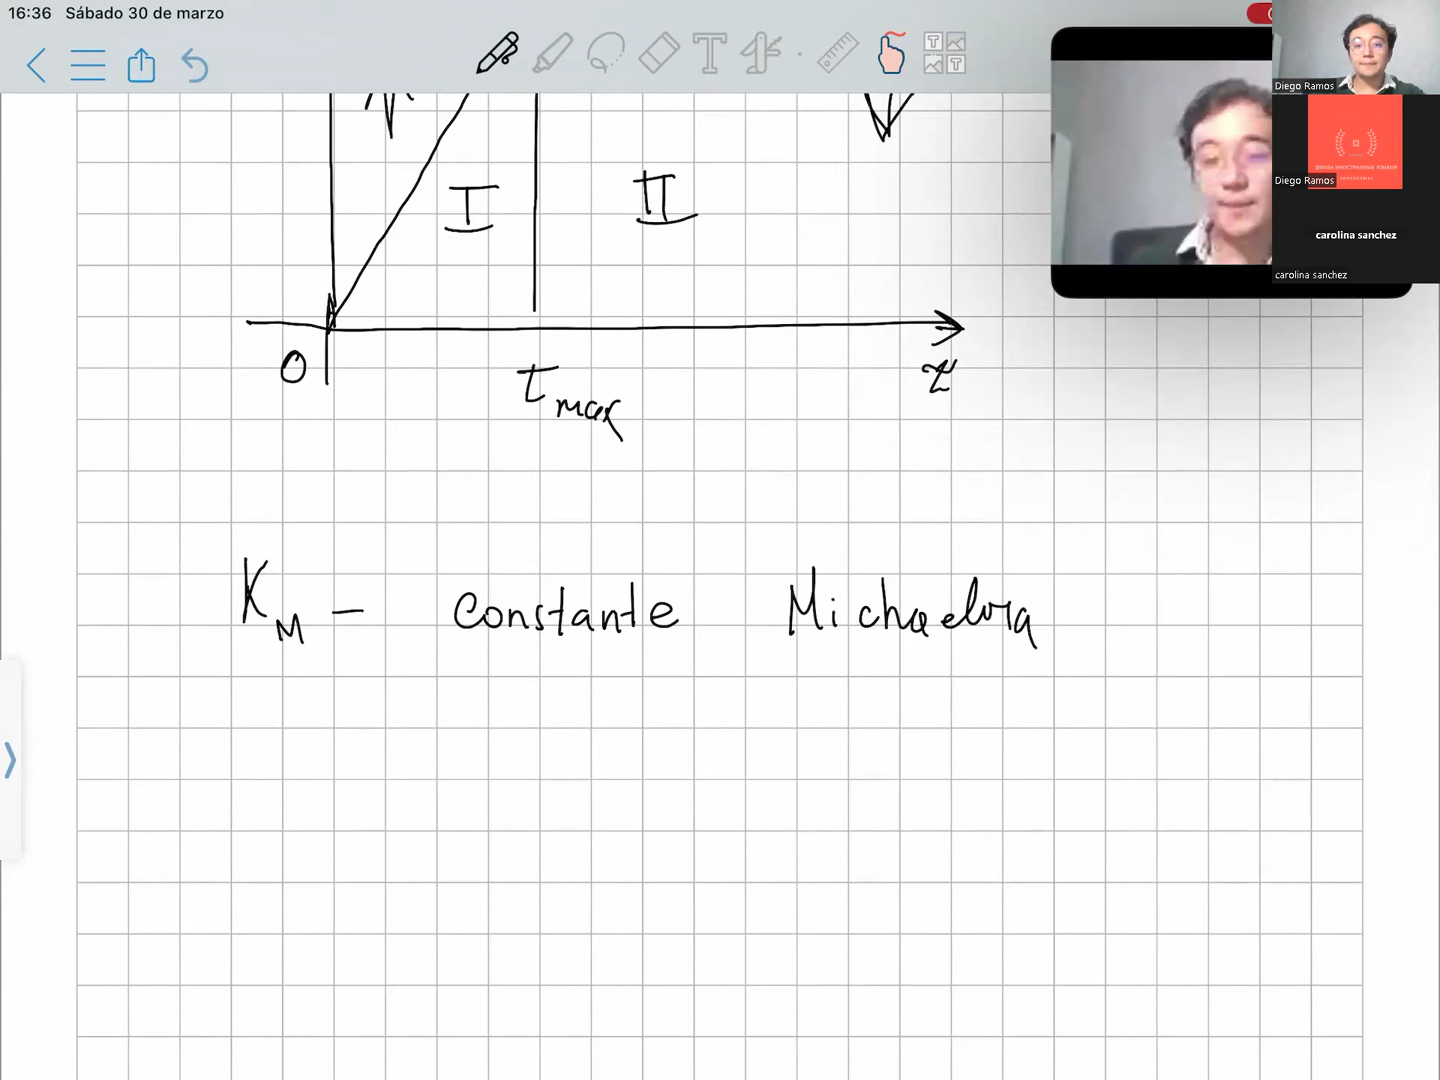 16:36 Sábado 30 de marzo
Diego Ramos
Diego Ramos
carolina sanchez
carolina sanchez
I
II
0
τmax
τ
KM – constante